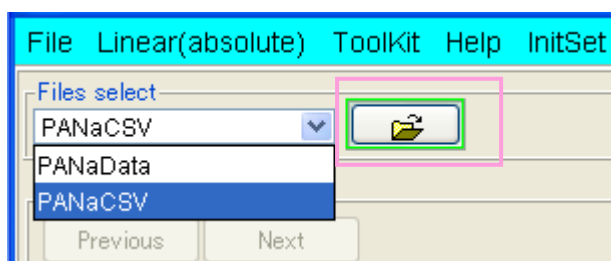 File Linear(absolute) ToolKit Help InitSet
Files select
PANaCSV
PANaData
PANaCSV
Previous Next